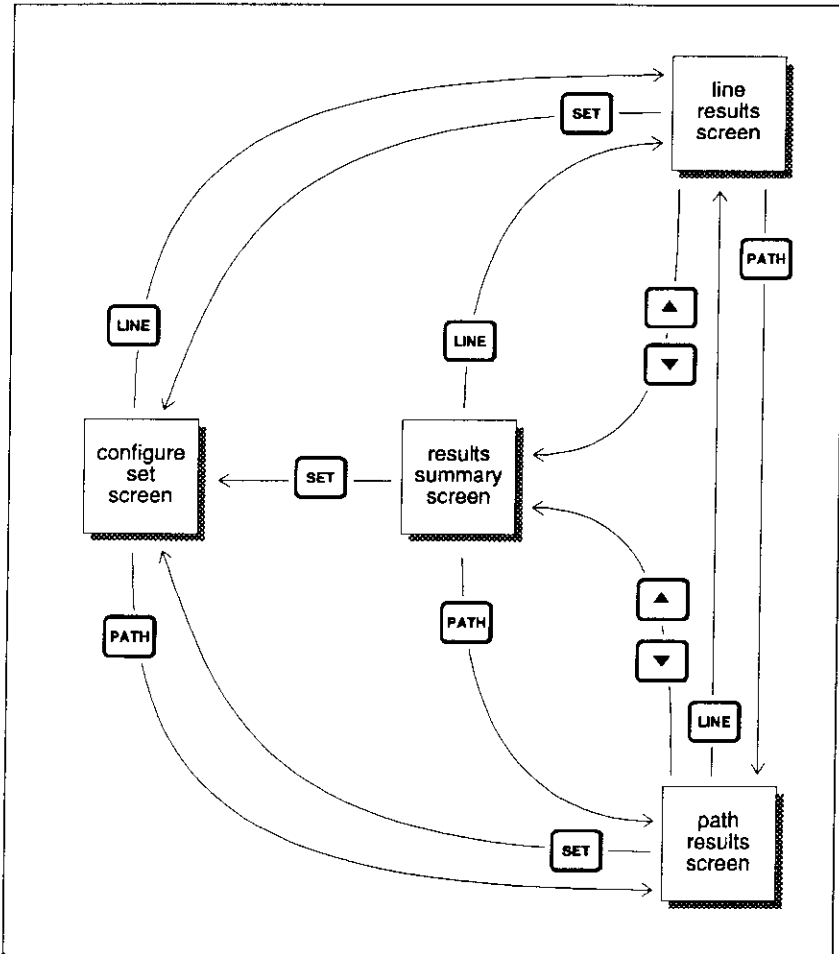 line
results
screen
SET
PATH
LINE
LINE
configure
set
screen
SET
results
summary
screen
PATH
PATH
LINE
SET
path
results
screen